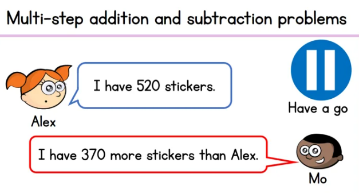 Multi-step addition and subtraction problems
I have 520 stickers.
Alex
Have a go
I have 370 more stickers than Alex.
Mo